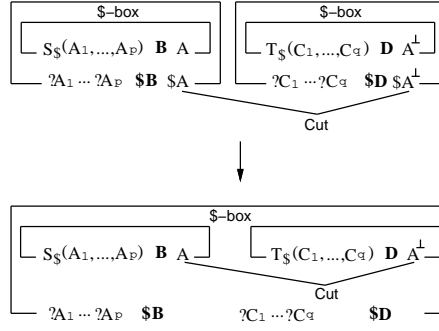 $-box $-box
S$(A1,...,Ap) B A T$(C1,...,Cq) D A⊥
?A1 ··· ?Ap $B $A ?C1 ··· ?Cq $D $A⊥
Cut
$-box
S$(A1,...,Ap) B A T$(C1,...,Cq) D A⊥
Cut
?A1 ··· ?Ap $B ?C1 ··· ?Cq $D